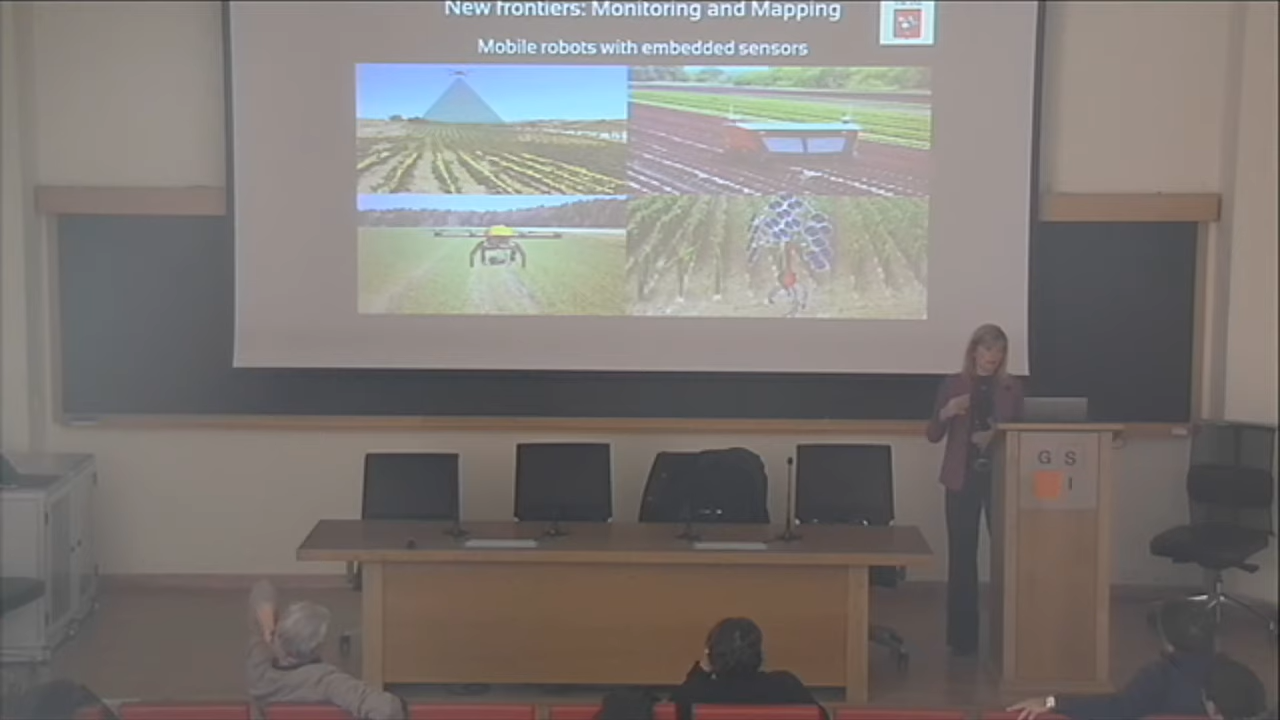 New frontiers: Monitoring and Mapping
Mobile robots with embedded sensors
G S
I